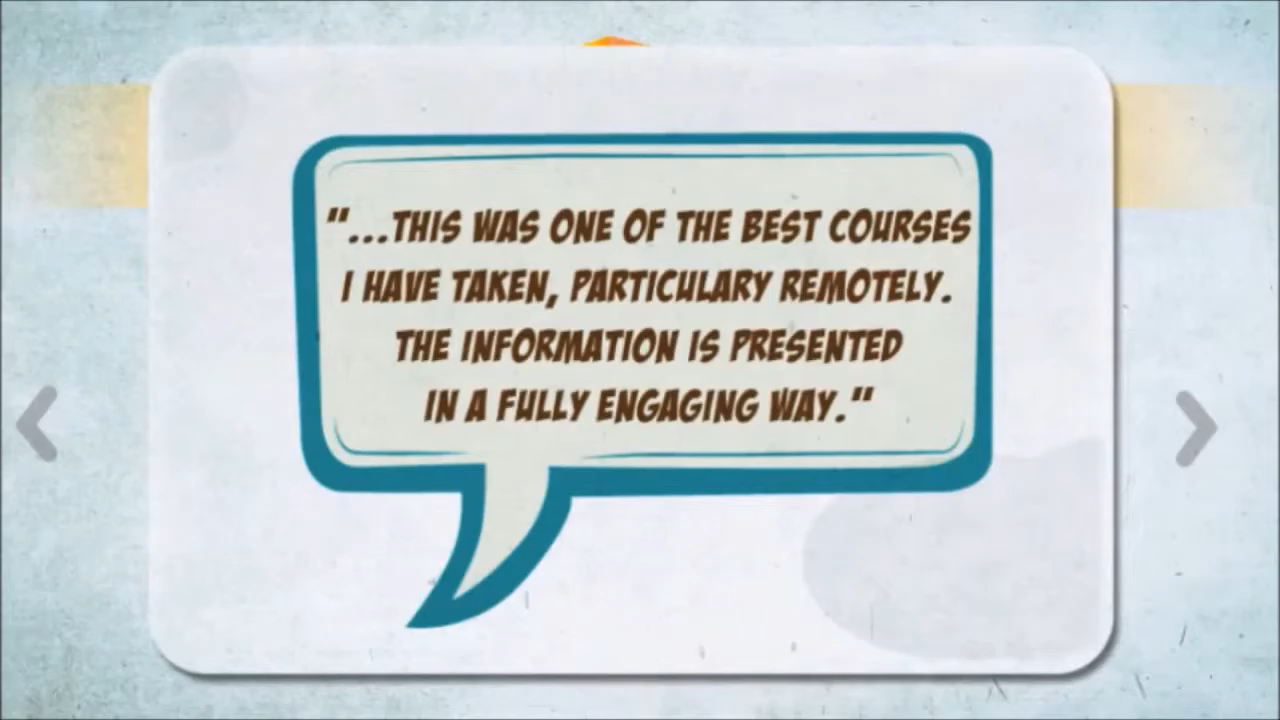 "...THIS WAS ONE OF THE BEST COURSES
I HAVE TAKEN, PARTICULARY REMOTELY.
THE INFORMATION IS PRESENTED
IN A FULLY ENGAGING WAY."